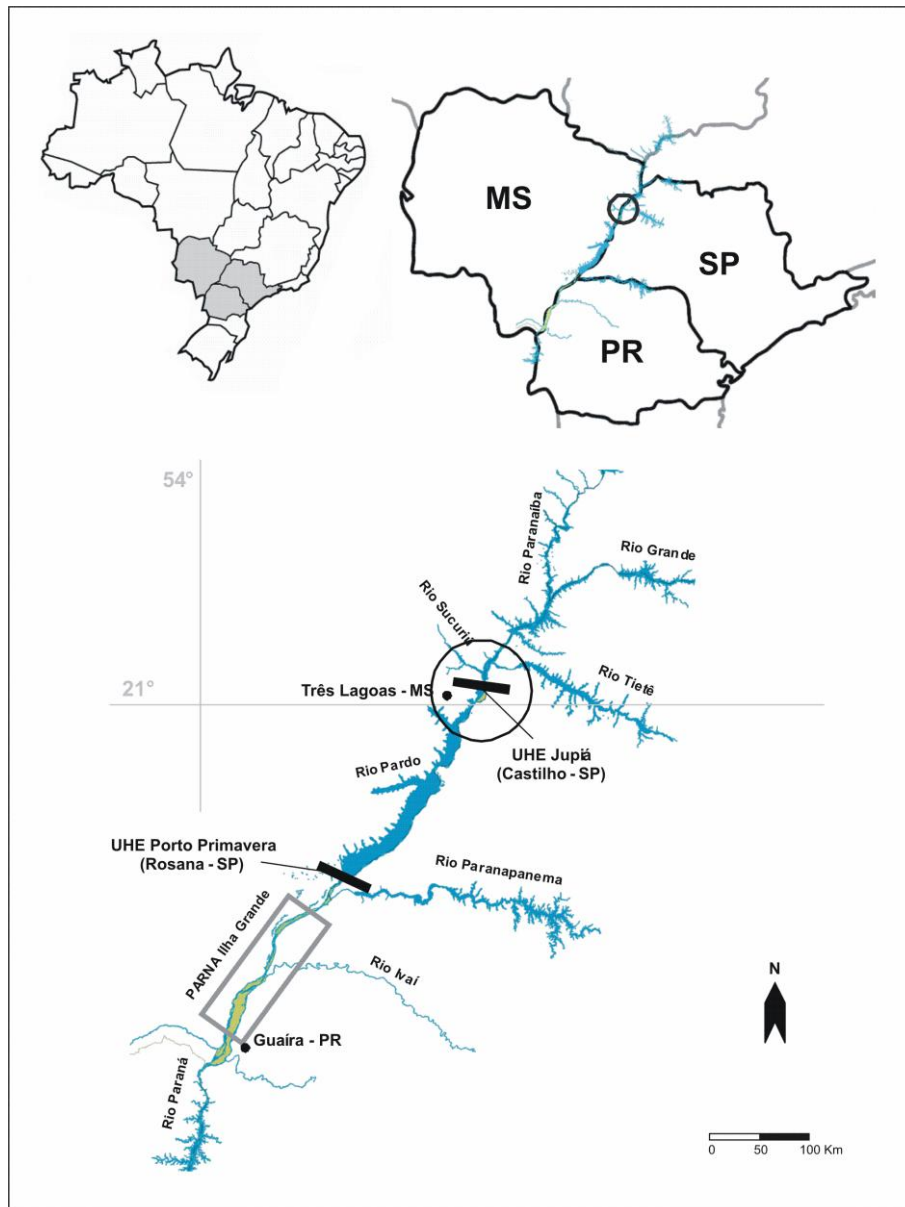 MS
SP
PR
54°
Rio Paranaíba
Rio Grande
Rio Sucuriú
21°
Três Lagoas - MS
Rio Tietê
UHE Jupiá
(Castilho - SP)
Rio Pardo
UHE Porto Primavera
(Rosana - SP)
Rio Paranapanema
PARNA Ilha Grande
Rio Ivaí
N
Guaíra - PR
Rio Paraná
0 50 100 Km